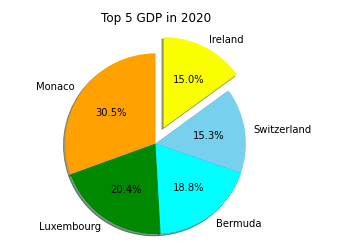 Top 5 GDP in 2020
Ireland
15.0%
Monaco
30.5%
Switzerland
15.3%
20.4%
18.8%
Luxembourg
Bermuda